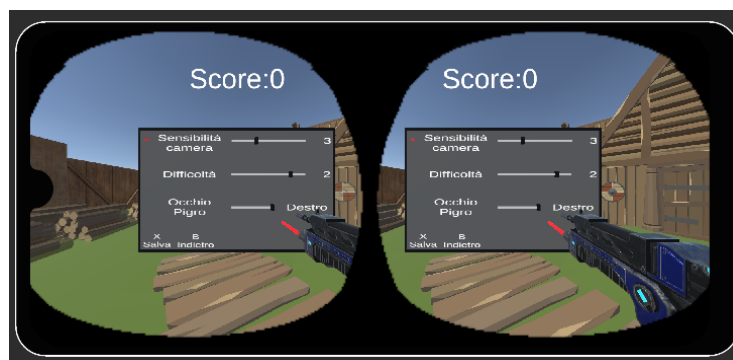 Score:0
Sensibilità
camera
3
Difficoltà
2
Occhio
Pigro
Destro
X
B
Salva
Indietro
Score:0
Sensibilità
camera
3
Difficoltà
2
Occhio
Pigro
Destro
X
B
Salva
Indietro